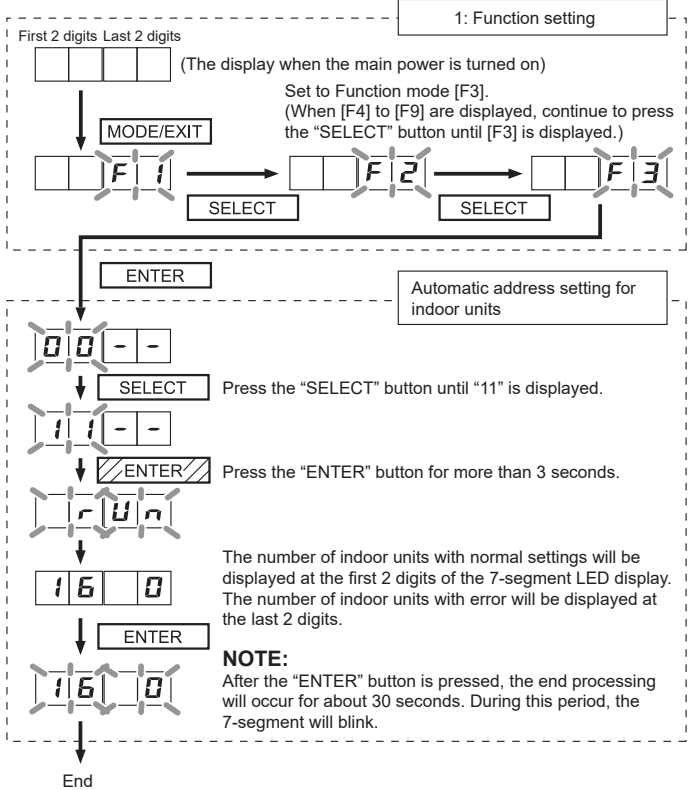 1: Function setting
First 2 digits Last 2 digits
(The display when the main power is turned on)
Set to Function mode [F3].
(When [F4] to [F9] are displayed, continue to press
the “SELECT” button until [F3] is displayed.)
MODE/EXIT
F 1
F 2
F 3
SELECT
SELECT
ENTER
Automatic address setting for
indoor units
0 0 - -
SELECT
Press the “SELECT” button until “11” is displayed.
1 1 - -
ENTER
Press the “ENTER” button for more than 3 seconds.
r U n
The number of indoor units with normal settings will be
displayed at the first 2 digits of the 7-segment LED display.
The number of indoor units with error will be displayed at
the last 2 digits.
1 6 0
ENTER
NOTE:
After the “ENTER” button is pressed, the end processing
will occur for about 30 seconds. During this period, the
7-segment will blink.
1 6 0
End